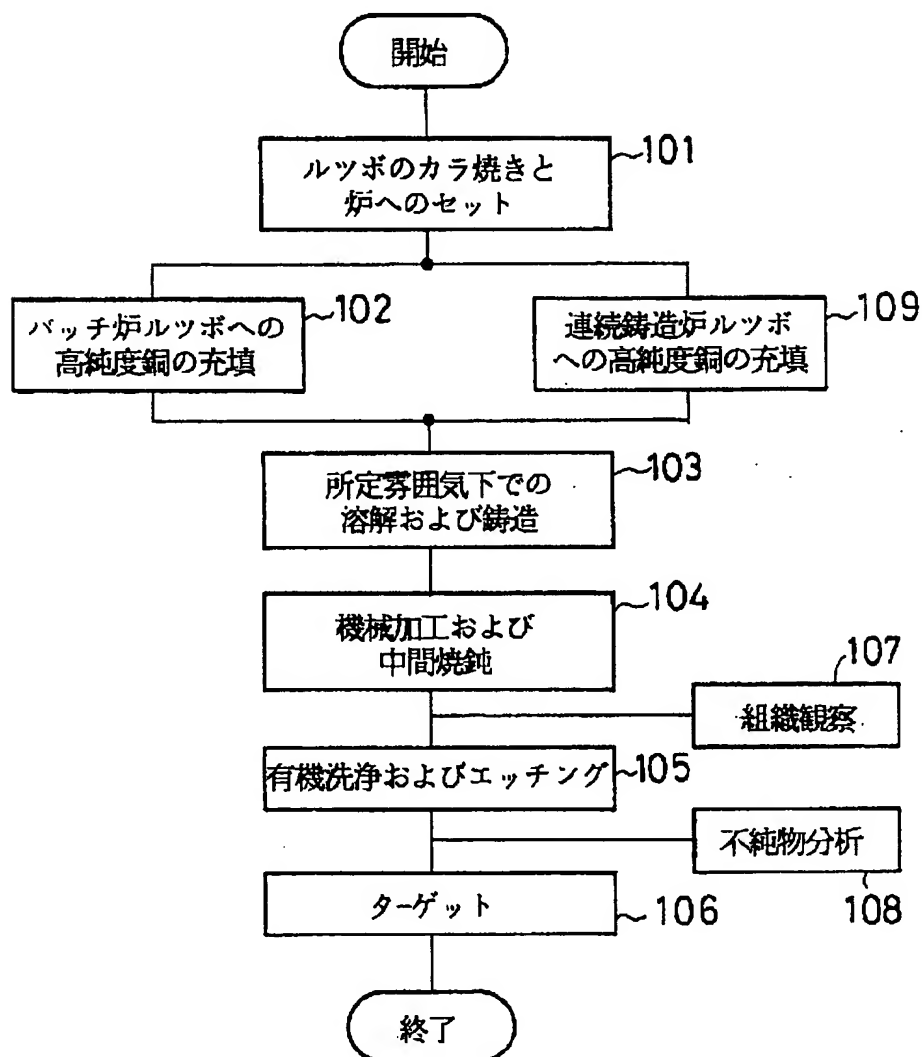 開始
ルツボのカラ焼きと
炉へのセット
101
バッチ炉ルツボへの
高純度銅の充填
102
連続鋳造炉ルツボ
への高純度銅の充填
109
所定雰囲気下での
溶解および鋳造
103
機械加工および
中間焼鈍
104
107
組織観察
有機洗浄およびエッチング
105
不純物分析
108
ターゲット
106
終了